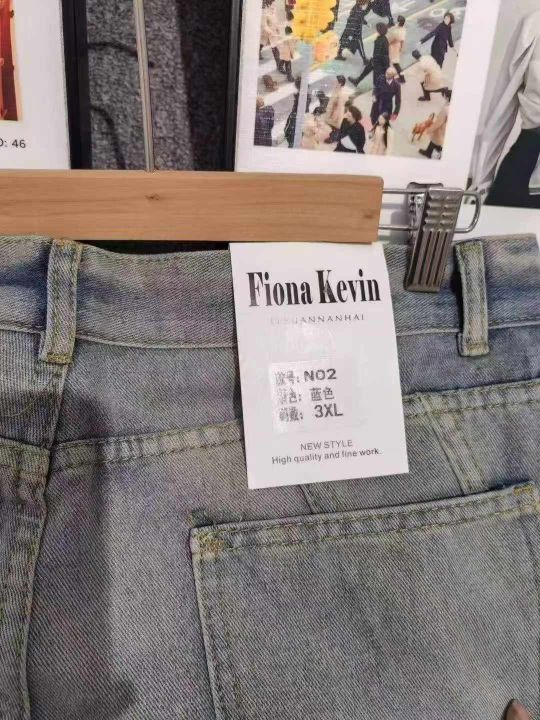 D: 46
Fiona Kevin
款号: N02
颜色: 蓝色
码数: 3XL
NEW STYLE
High quality and fine work.